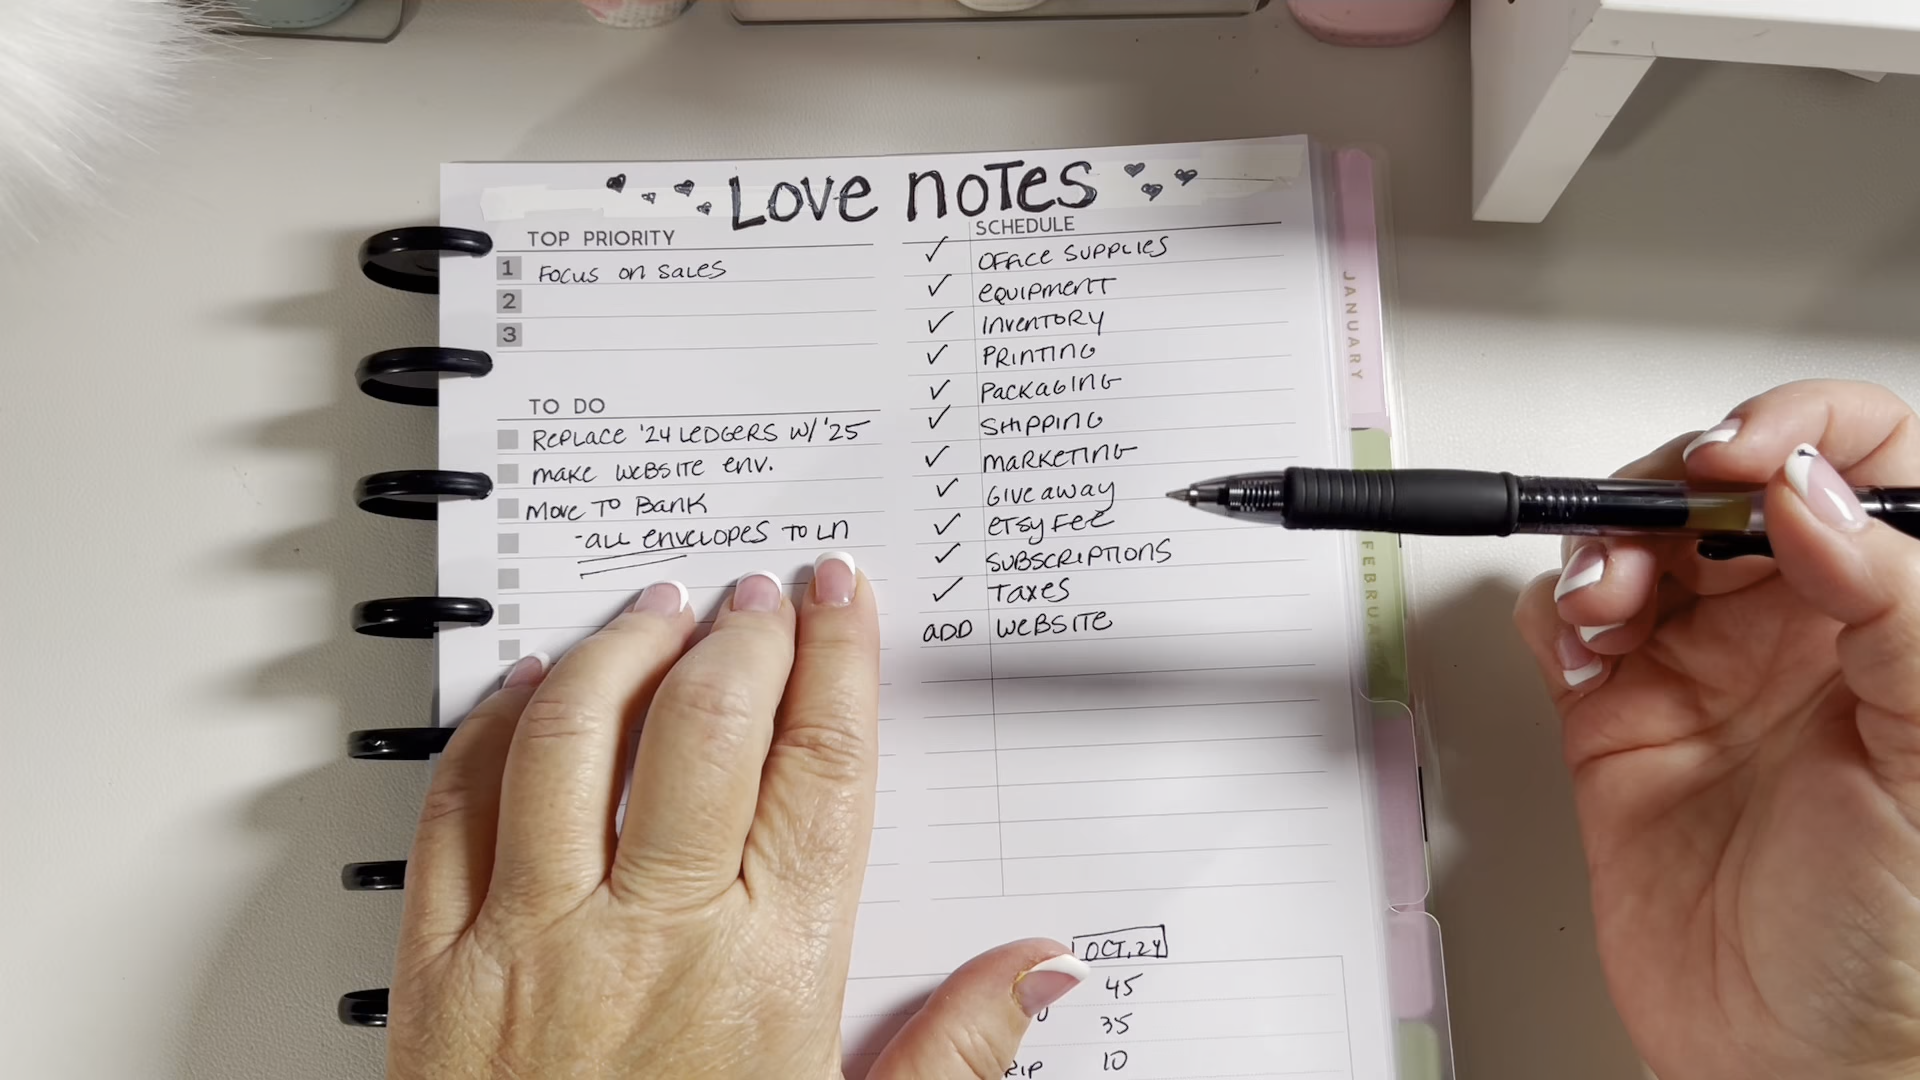 LOVE NOTES
TOP PRIORITY
1 FOCUS ON SALES
2
3
TO DO
REPLACE '24 LEDGERS W/ '25
MAKE WEBSITE ENV.
MOVE TO BANK
-ALL ENVELOPES TO LN
SCHEDULE
✓ OFFICE SUPPLIES
✓ EQUIPMENT
✓ INVENTORY
✓ PRINTING
✓ PACKAGING
✓ SHIPPING
✓ MARKETING
✓ GIVEAWAY
✓ ETSY FEE
✓ SUBSCRIPTIONS
✓ TAXES
ADD WEBSITE
OCT. 24
45
35
10
JANUARY
FEBRUARY